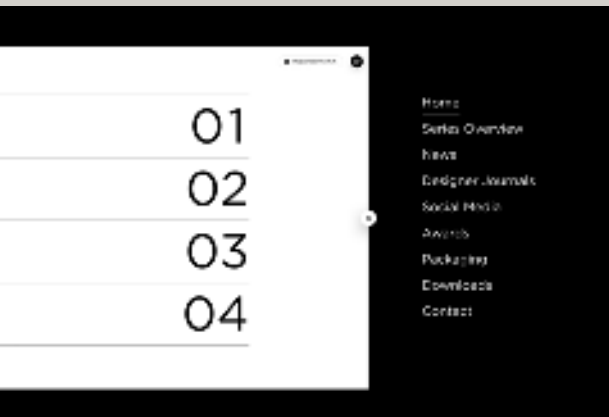 01
02
03
04
Home
Series Overview
News
Designer Journals
Social Media
Awards
Packaging
Downloads
Contact